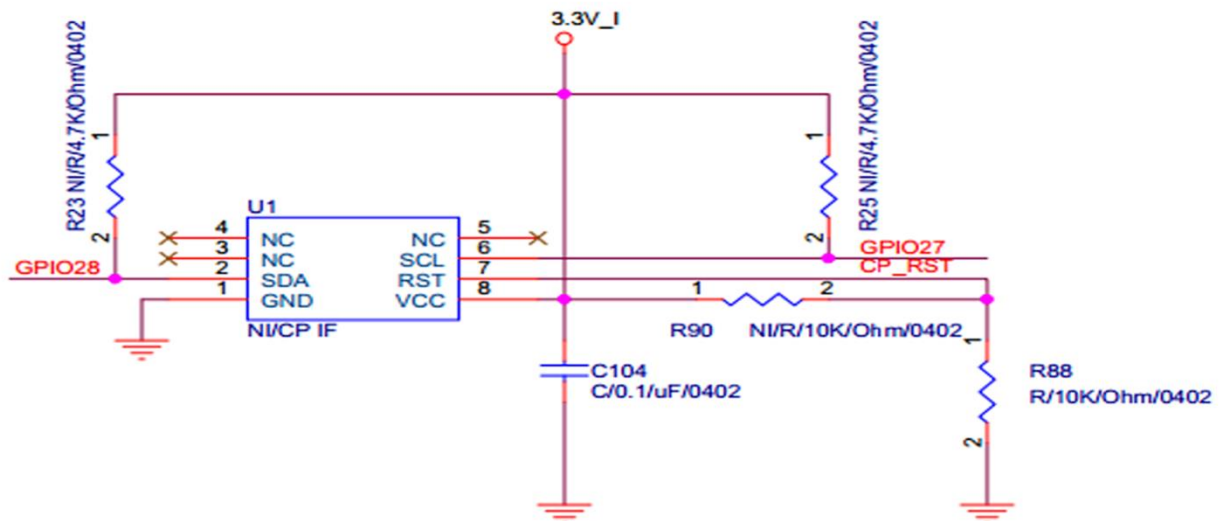 3.3V_I
R23 NI/R/4.7K/Ohm/0402
1
2
R25 NI/R/4.7K/Ohm/0402
1
2
U1
4 NC
3 NC
2 SDA
1 GND
NC 5
SCL 6
RST 7
VCC 8
NI/CP IF
GPIO28
GPIO27
CP_RST
1 2
R90 NI/R/10K/Ohm/0402
C104
C/0.1/uF/0402
1
R88
R/10K/Ohm/0402
2